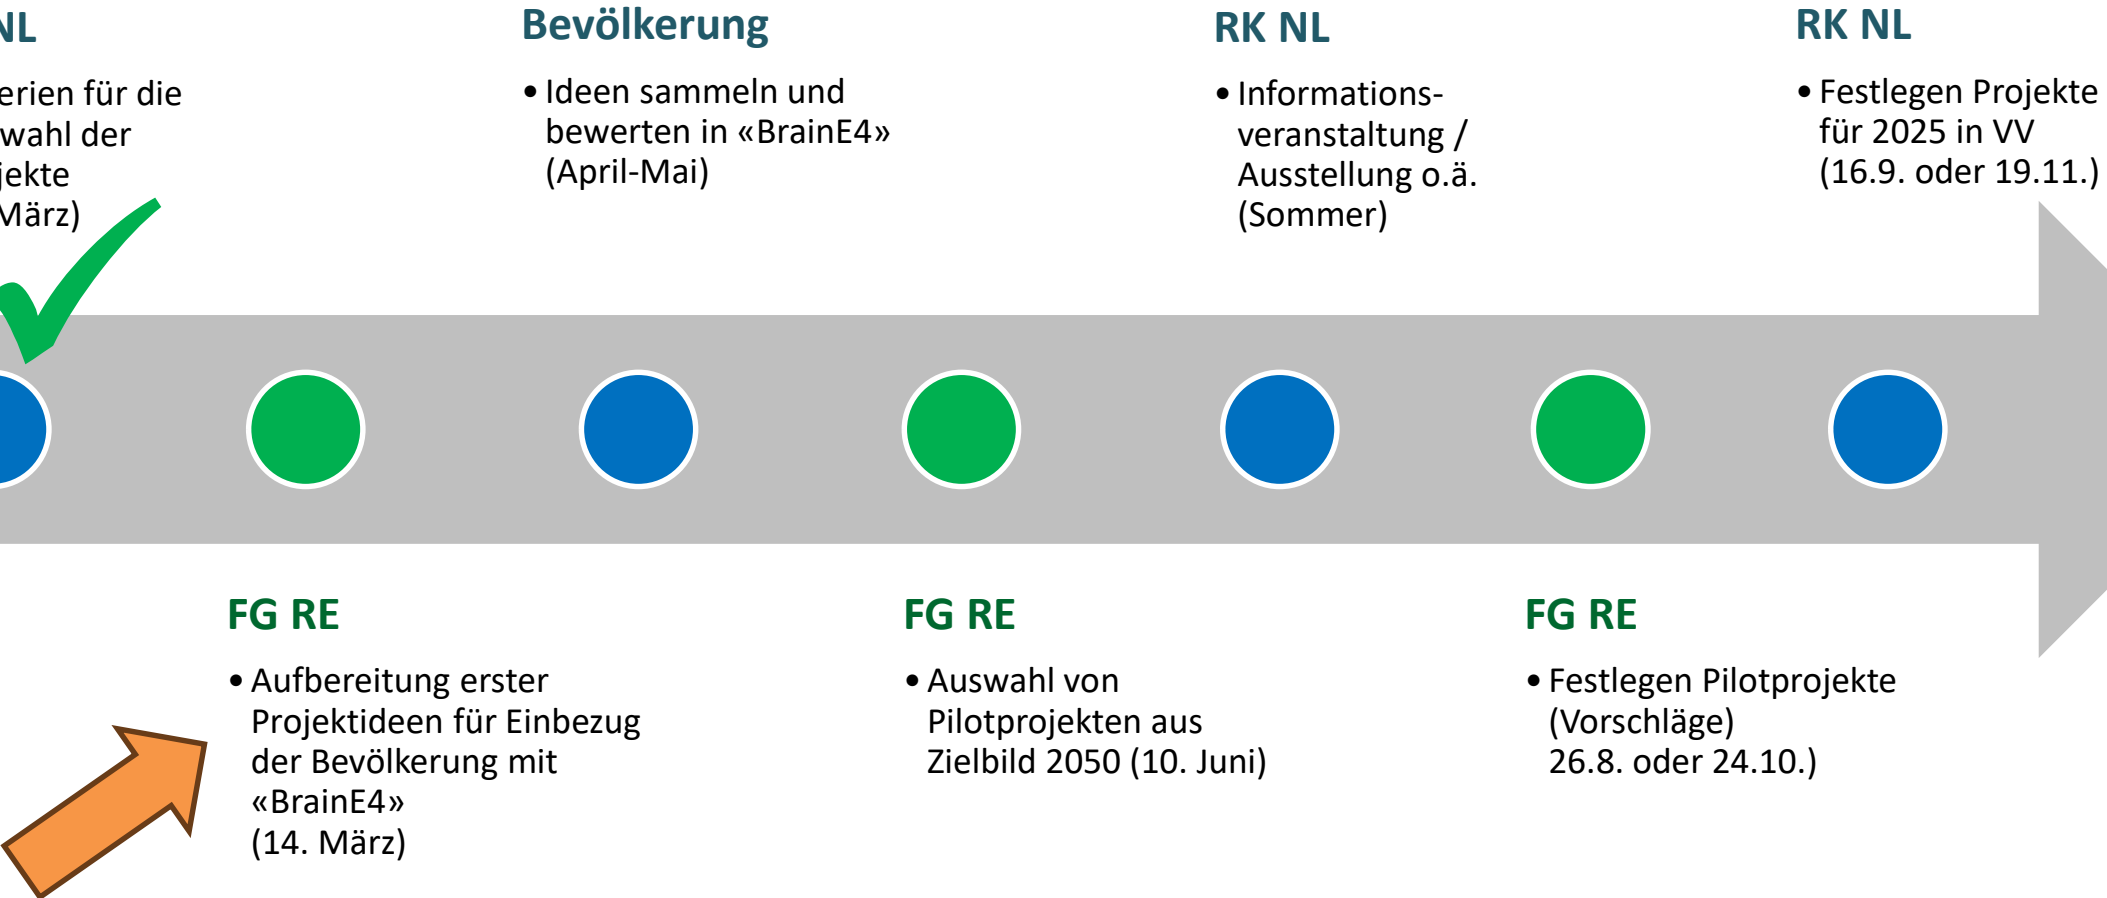 NL
erien für die
wahl der
jekte
März)
Bevölkerung
• Ideen sammeln und
bewerten in «BrainE4»
(April-Mai)
RK NL
• Informations-
veranstaltung /
Ausstellung o.ä.
(Sommer)
RK NL
• Festlegen Projekte
für 2025 in VV
(16.9. oder 19.11.)
FG RE
• Aufbereitung erster
Projektideen für Einbezug
der Bevölkerung mit
«BrainE4»
(14. März)
FG RE
• Auswahl von
Pilotprojekten aus
Zielbild 2050 (10. Juni)
FG RE
• Festlegen Pilotprojekte
(Vorschläge)
26.8. oder 24.10.)